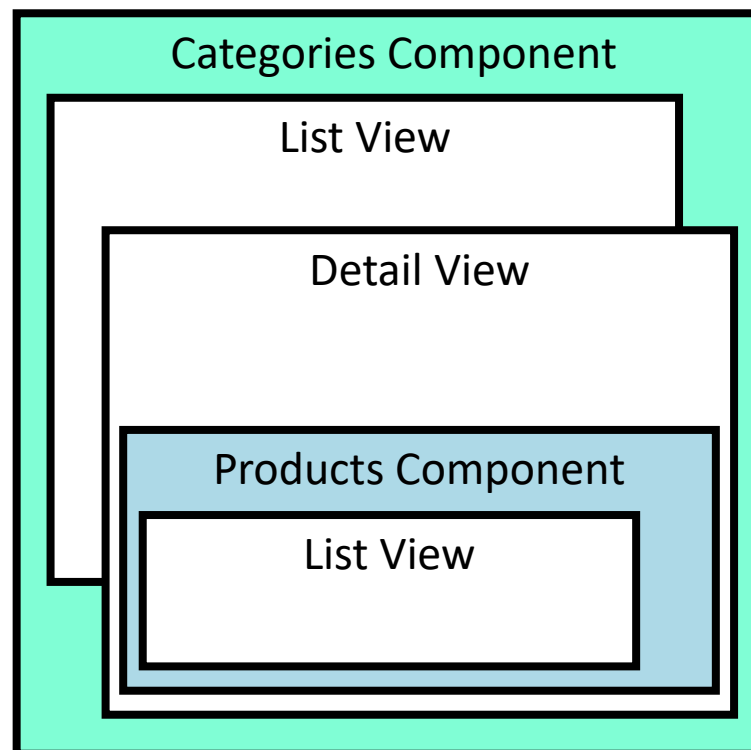 Categories Component
List View
Detail View
Products Component
List View